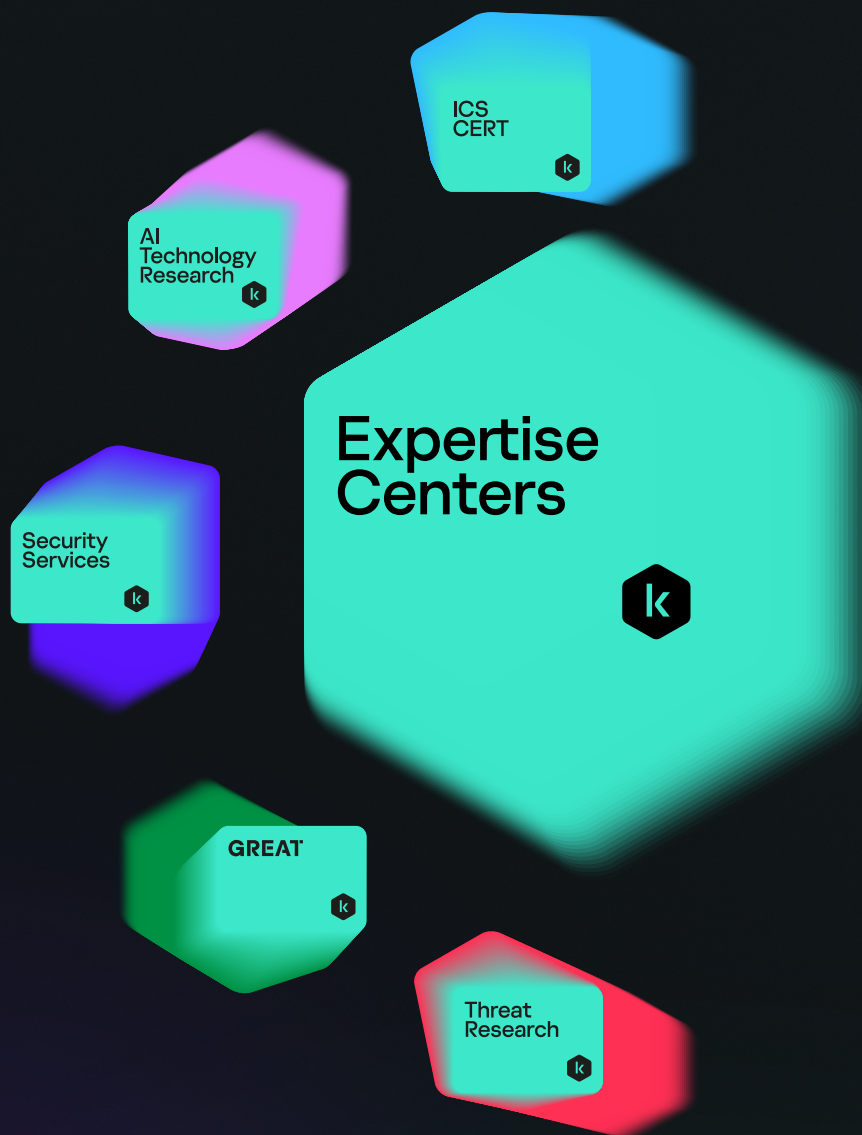 ICS
CERT
AI
Technology
Research
Expertise
Centers
Security
Services
GREAT
Threat
Research